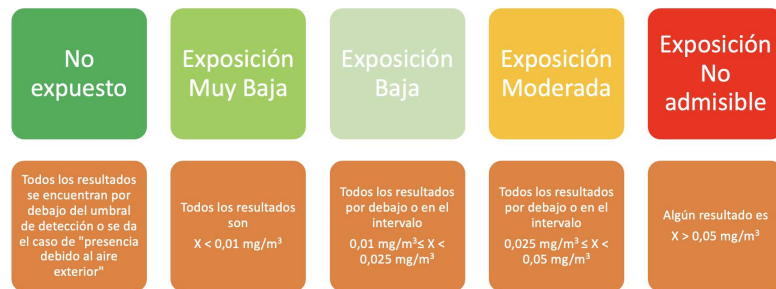 No
expuesto
Exposición
Muy Baja
Exposición
Baja
Exposición
Moderada
Exposición
No
admisible
Todos los resultados
se encuentran por
debajo del umbral
de detección o se da
el caso de "presencia
debido al aire
exterior"
Todos los resultados
son
X < 0,01 mg/m³
Todos los resultados
por debajo o en el
intervalo
0,01 mg/m³≤ X <
0,025 mg/m³
Todos los resultados
por debajo o en el
intervalo
0,025 mg/m³ ≤ X <
0,05 mg/m³
Algún resultado es
X > 0,05 mg/m³